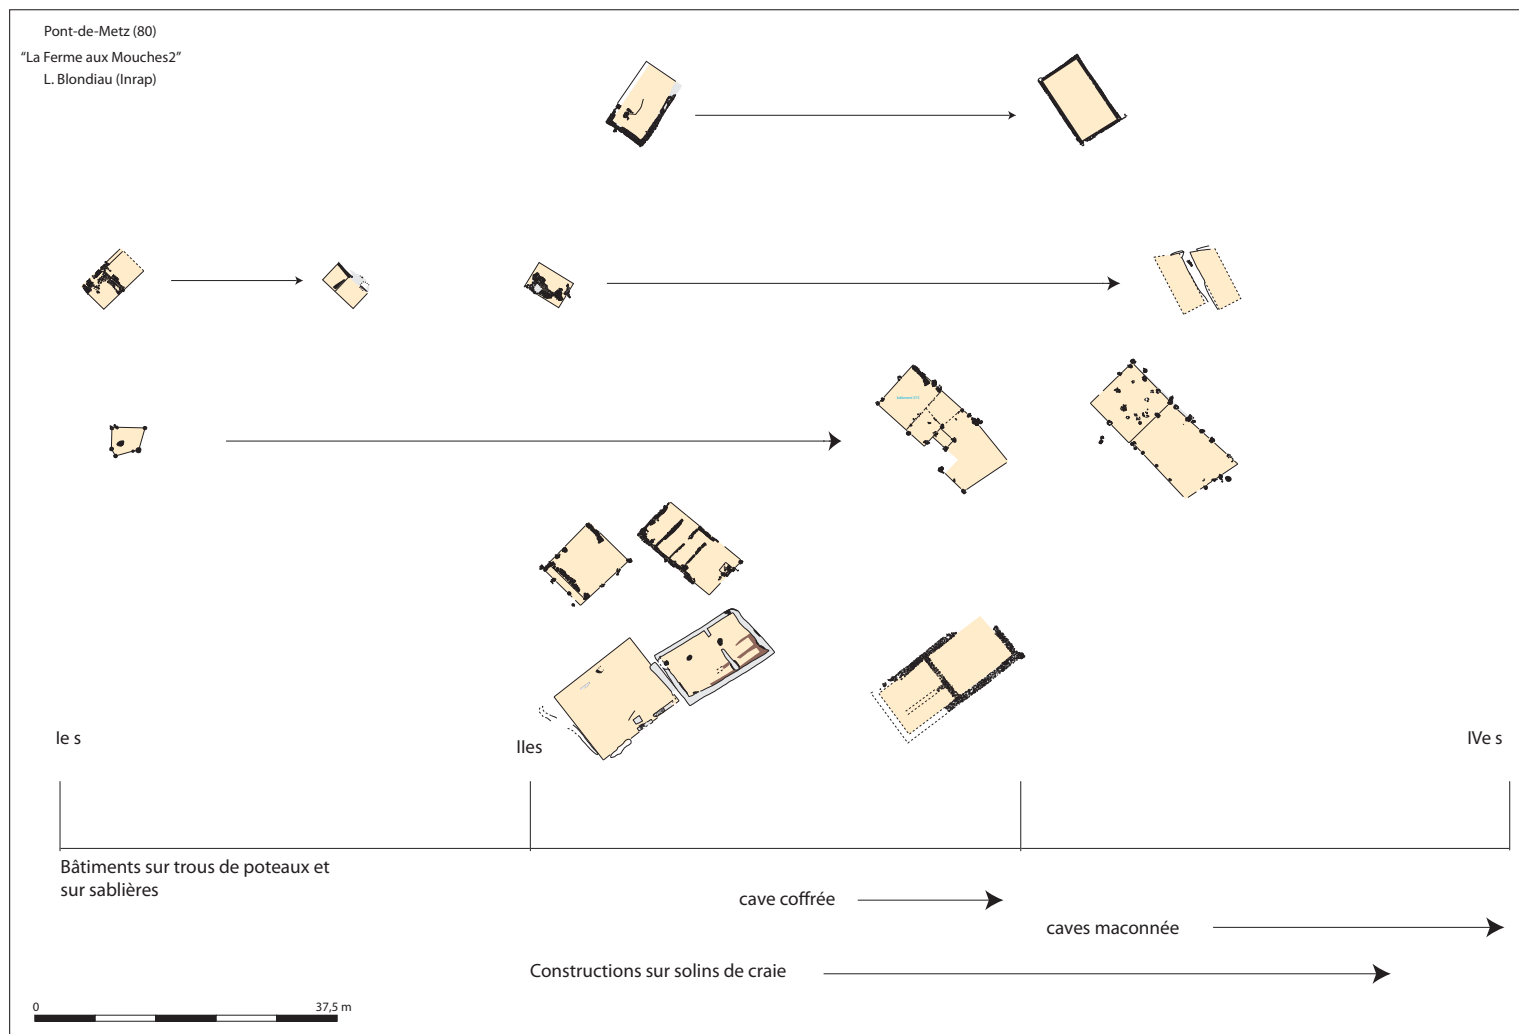 Pont-de-Metz (80)
“La Ferme aux Mouches2”
L. Blondiau (Inrap)
Ie s
IIes
IVe s
Bâtiments sur trous de poteaux et
sur sablières
cave coffrée
caves maconnée
Constructions sur solins de craie
0
37,5 m